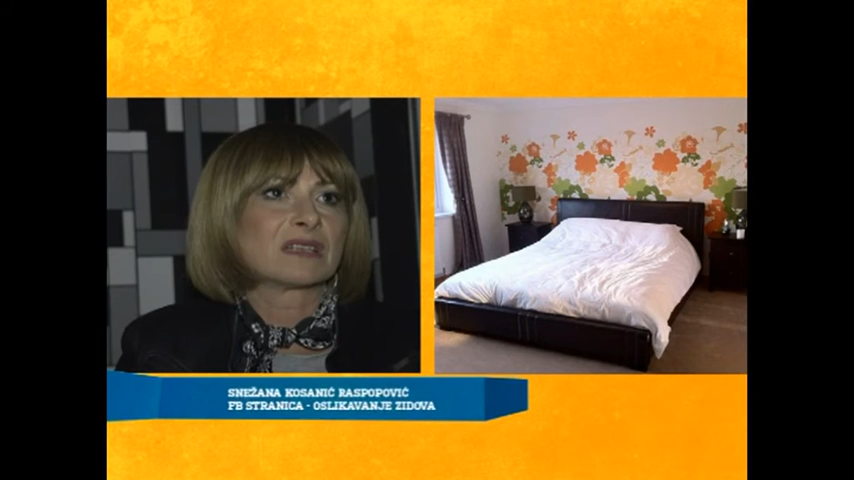 SNEŽANA KOSANIĆ RASPOPOVIĆ
FB STRANICA - OSLIKAVANJE ZIDOVA